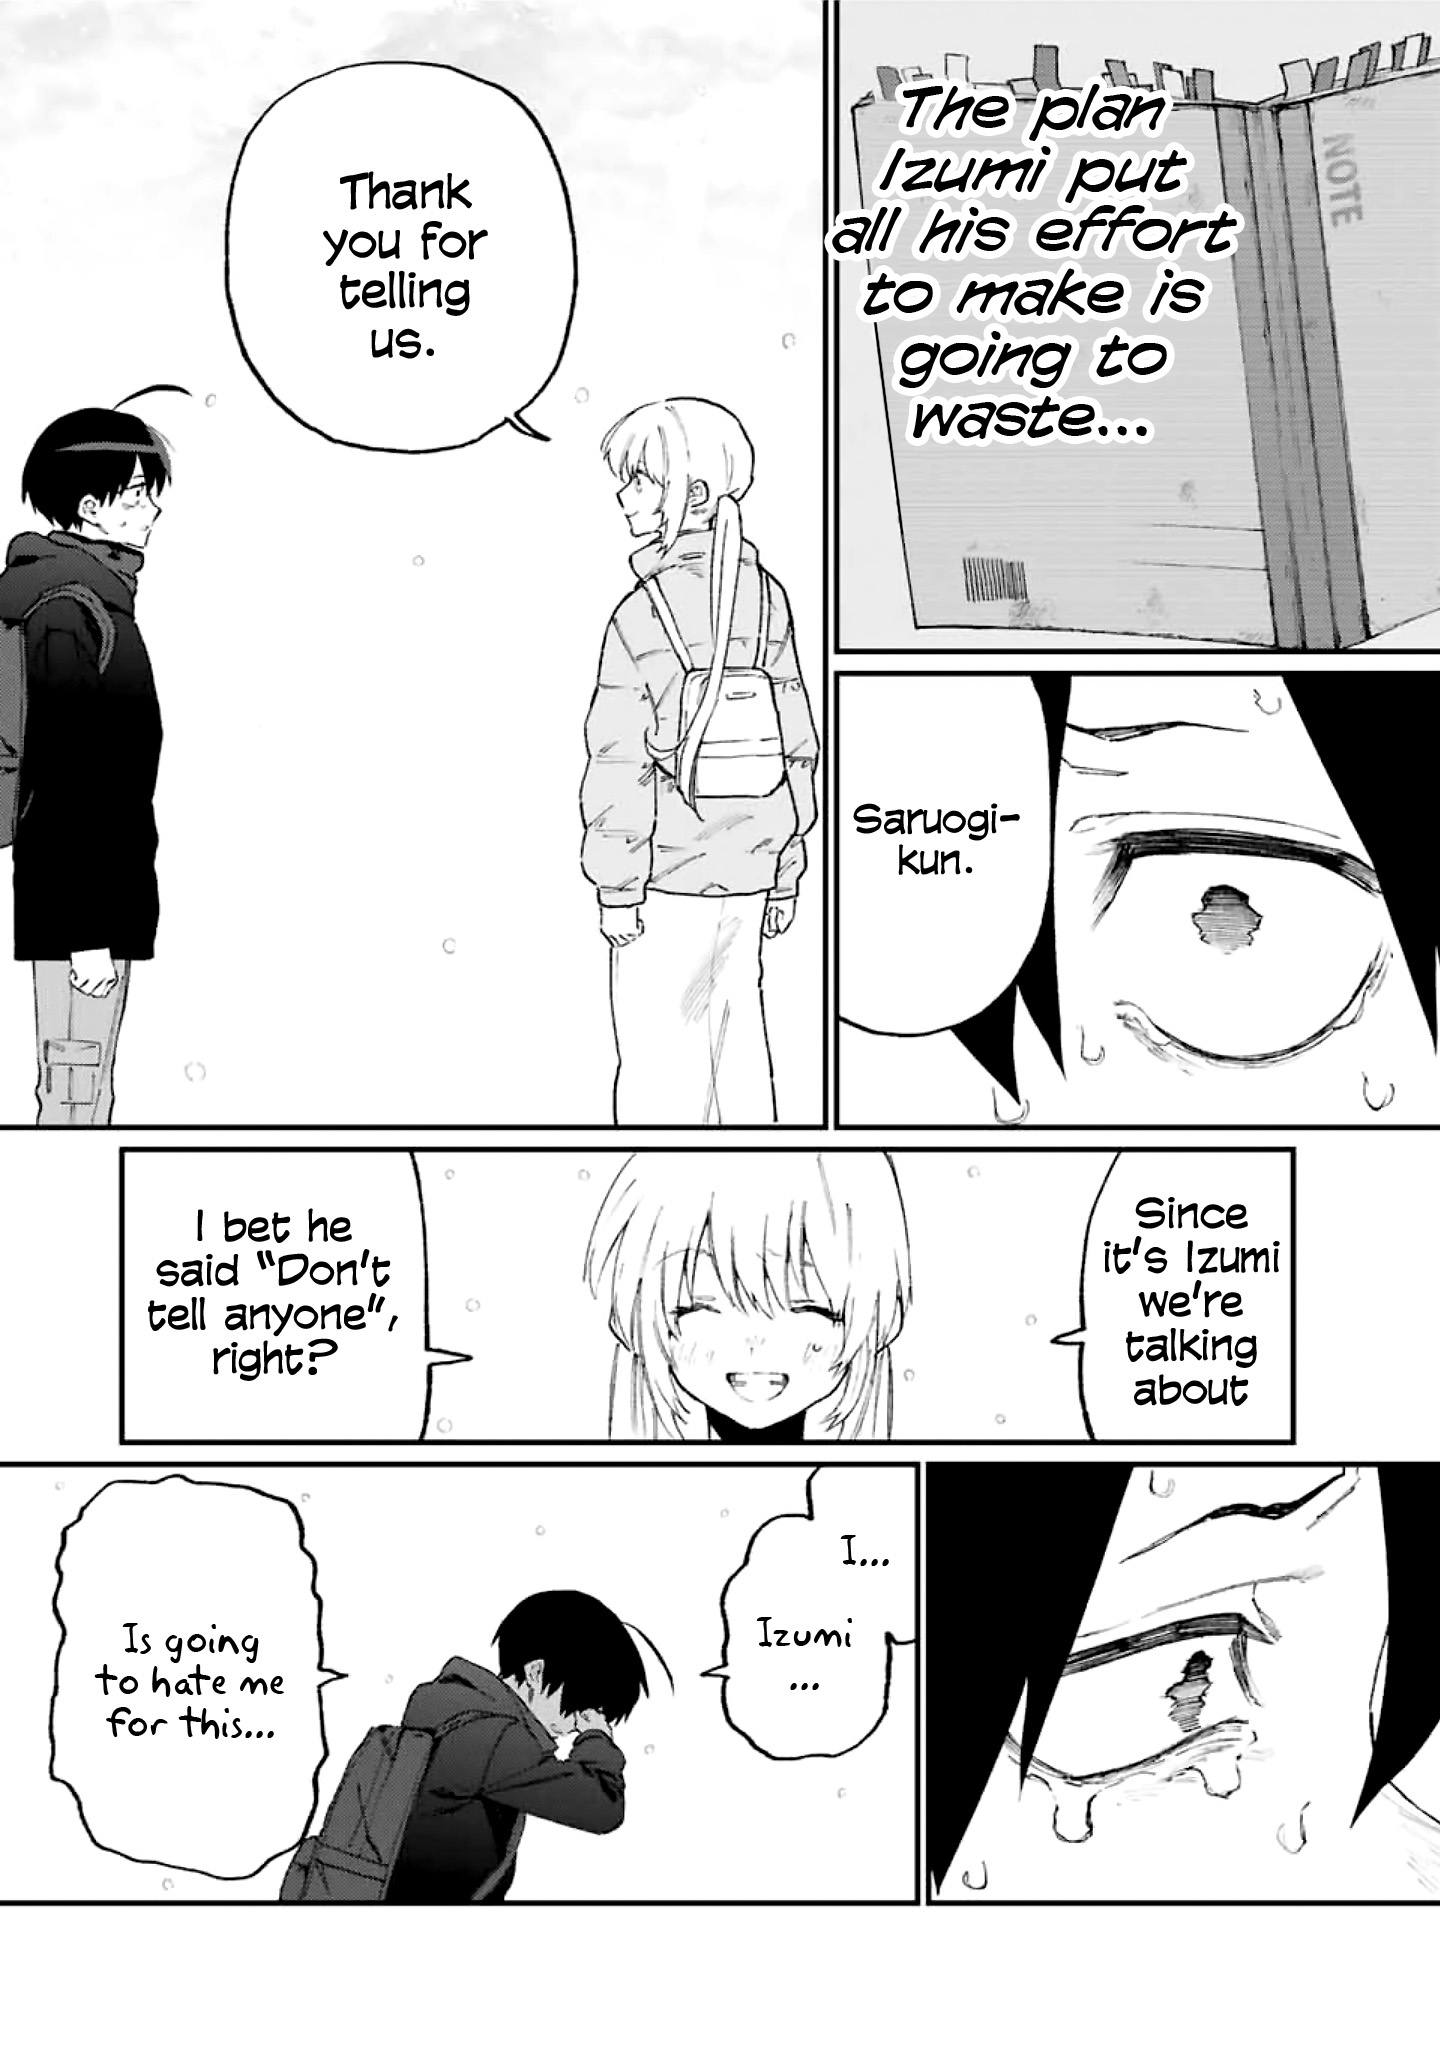 The plan
Izumi put
all his effort
to make is
going to
waste...
NOTE
Saruogi-
kun.
Thank
you for
telling
us.
Since
it's Izumi
we're
talking
about
I bet he
said "Don't
tell anyone",
right?
I...
Izumi
...
Is going
to hate me
for this...